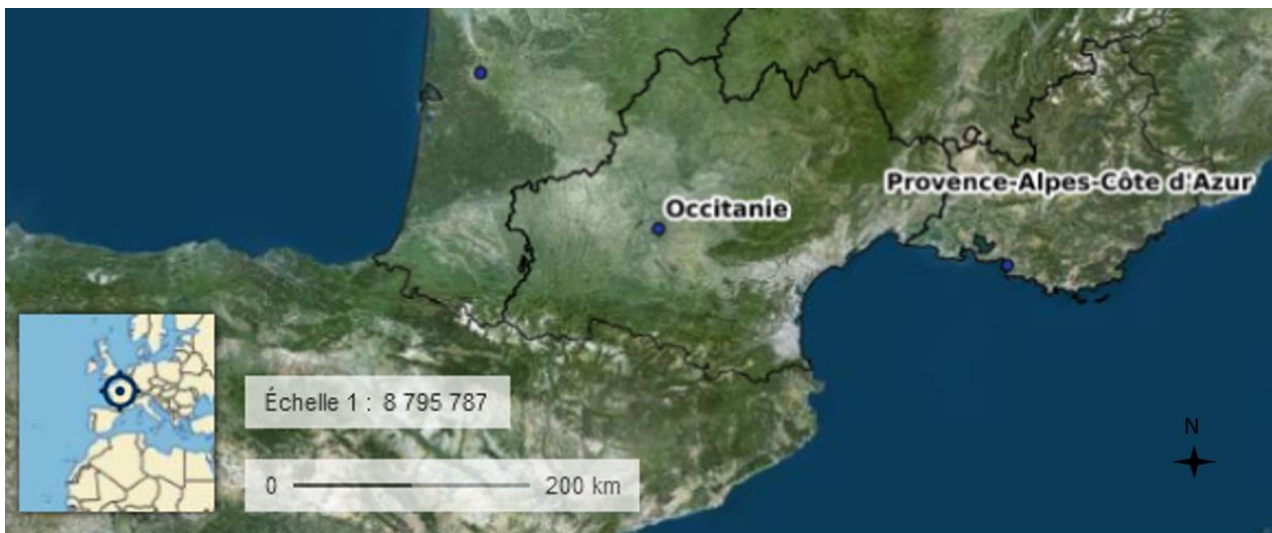 Provence-Alpes-Côte d'Azur
Occitanie
Échelle 1 : 8 795 787
0 200 km
N